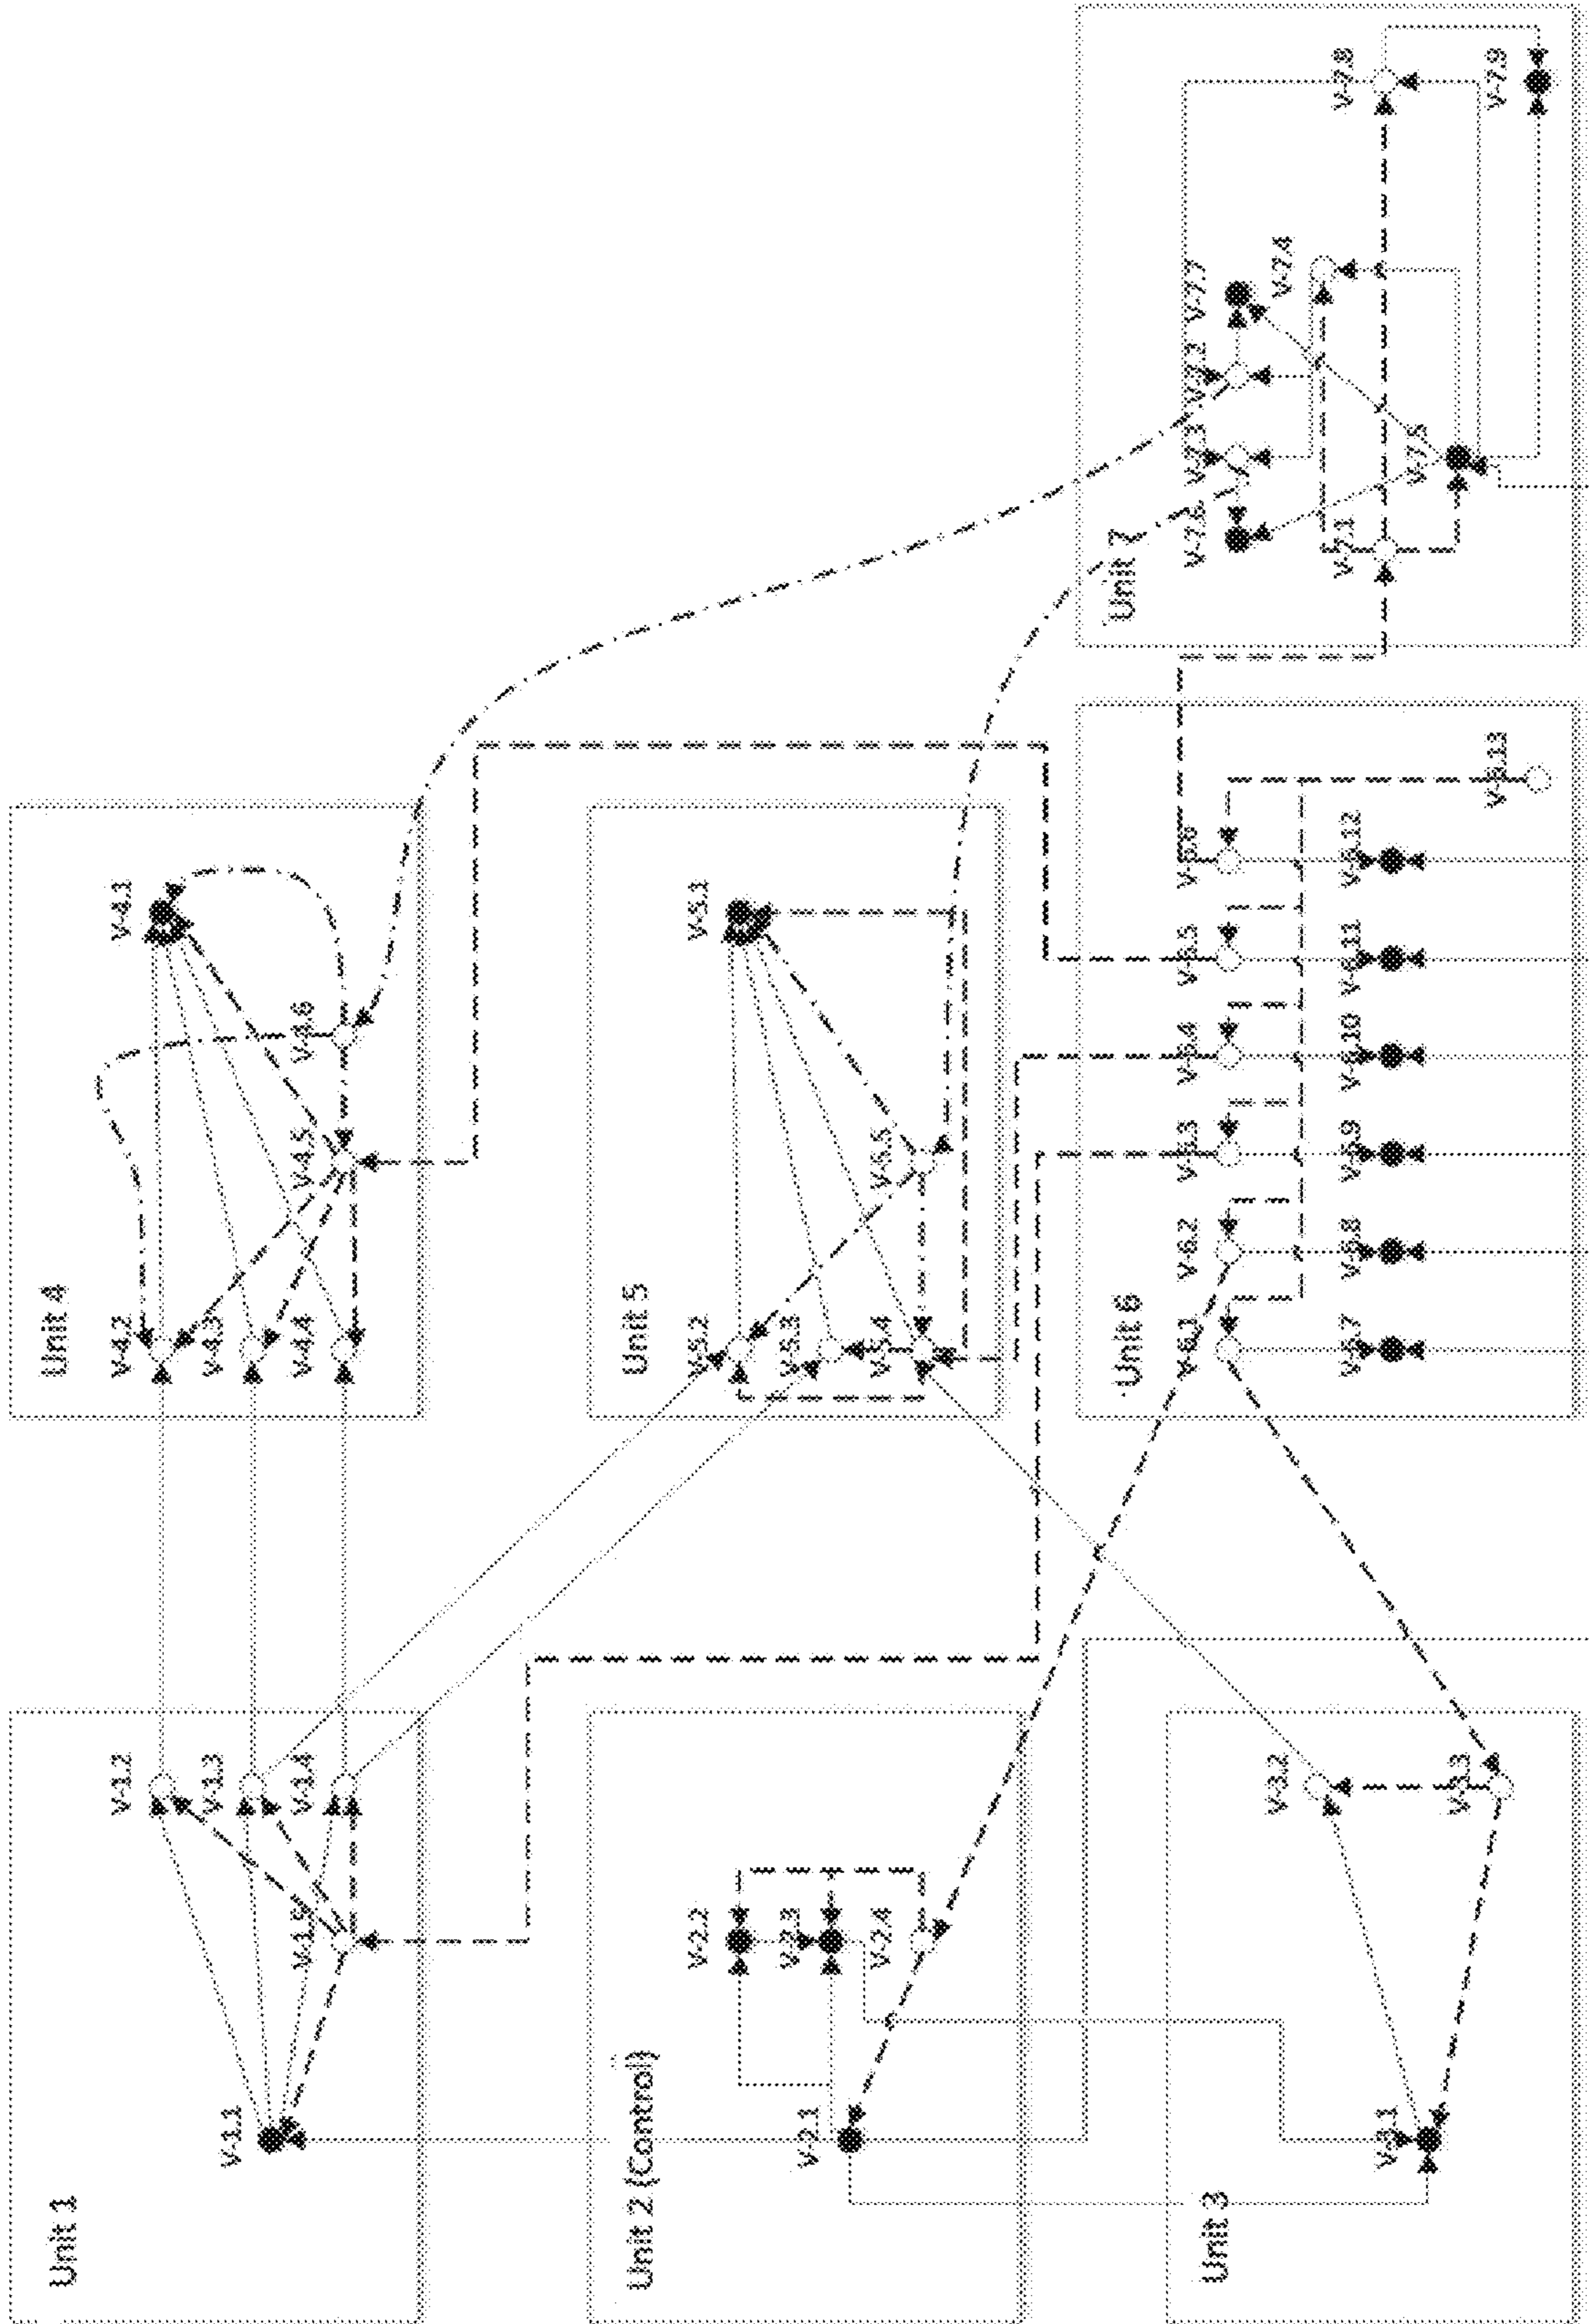 Unit 1
V-1.1
V-1.2
V-1.3
V-1.4
V-1.5
Unit 2 (Control)
V-2.1
V-2.2
V-2.3
V-2.4
Unit 3
V-3.1
V-3.2
V-3.3
Unit 4
V-4.1
V-4.2
V-4.3
V-4.4
V-4.5
V-4.6
Unit 5
V-5.1
V-5.2
V-5.3
V-5.4
V-5.5
Unit 6
V-6.1
V-6.2
V-6.3
V-6.4
V-6.5
V-6.6
V-6.7
V-6.8
V-6.9
V-6.10
V-6.11
V-6.12
V-6.13
Unit 7
V-7.1
V-7.2
V-7.3
V-7.4
V-7.5
V-7.6
V-7.7
V-7.8
V-7.9